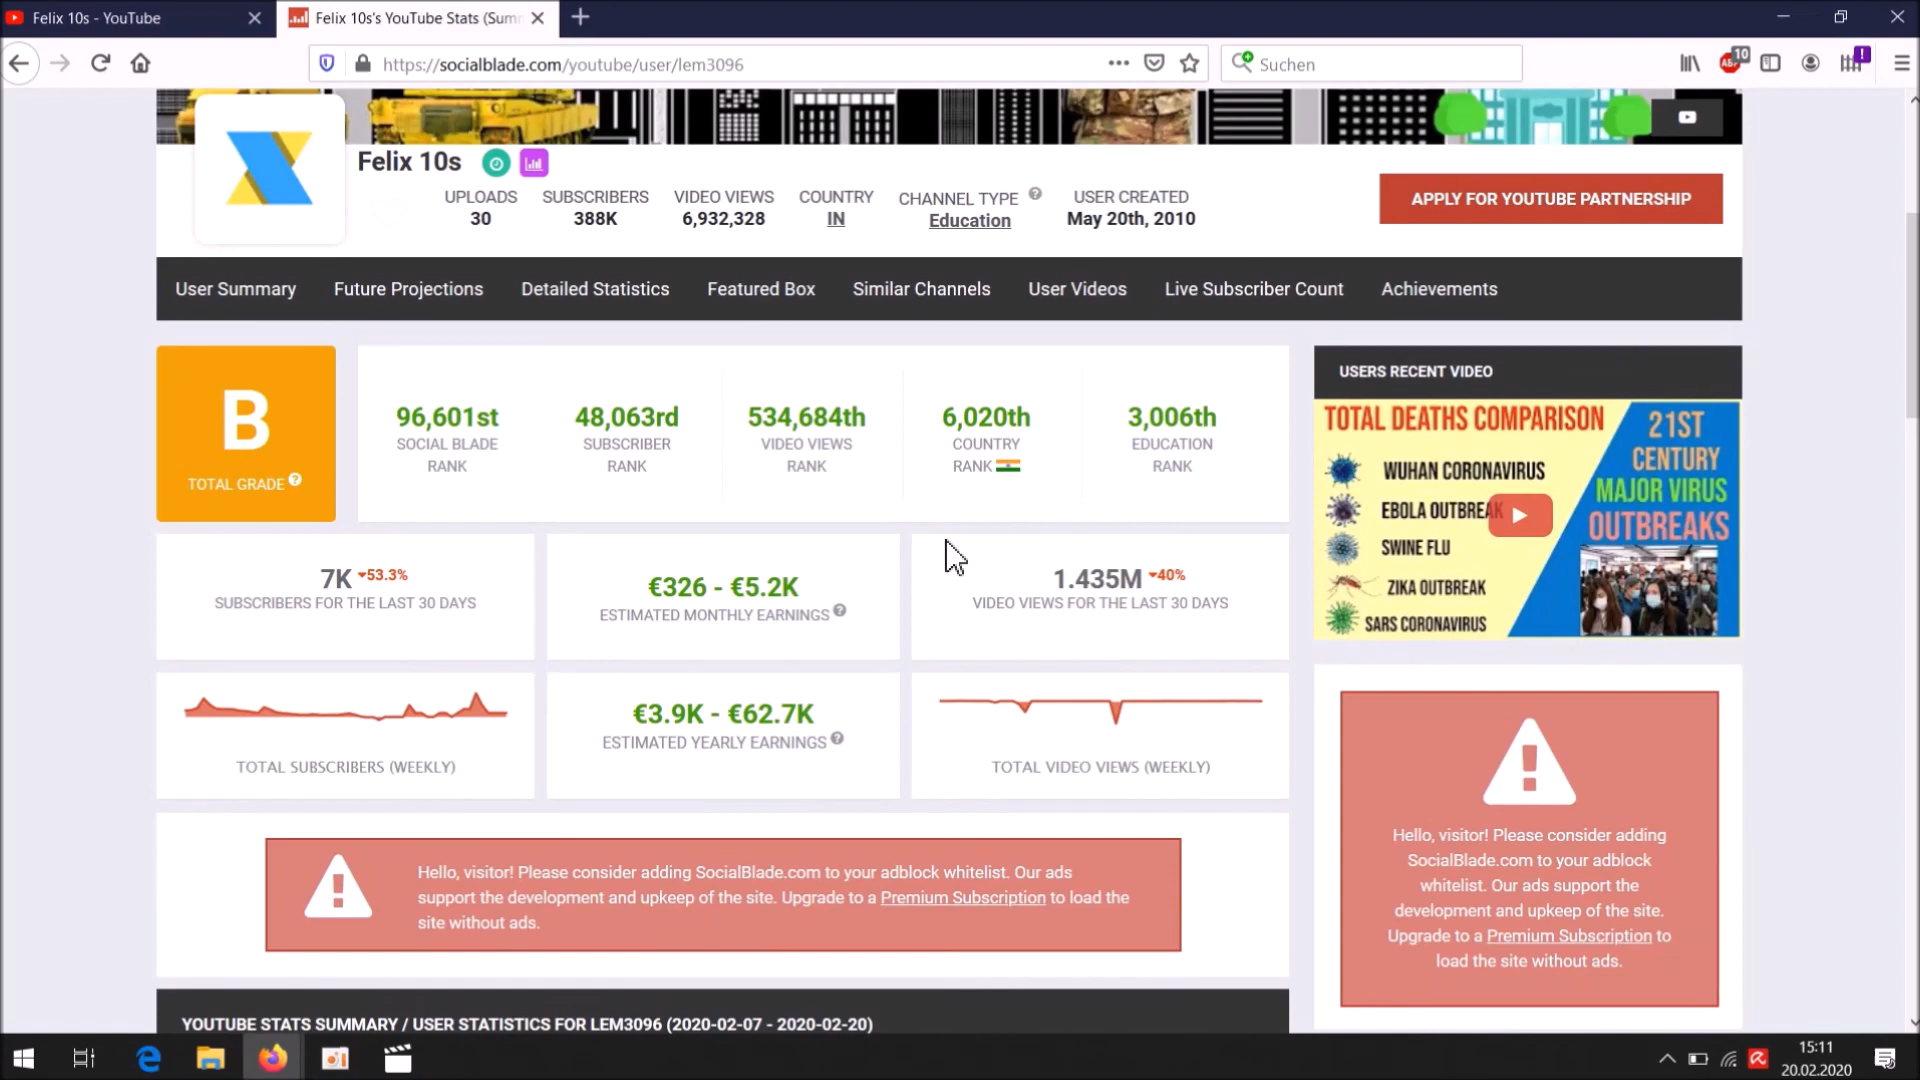 Felix 10s - YouTube
Felix 10s's YouTube Stats (Sum
https://socialblade.com/youtube/user/lem3096
Suchen
10
Felix 10s
UPLOADS
30
SUBSCRIBERS
388K
VIDEO VIEWS
6,932,328
COUNTRY
IN
CHANNEL TYPE
Education
USER CREATED
May 20th, 2010
APPLY FOR YOUTUBE PARTNERSHIP
User Summary
Future Projections
Detailed Statistics
Featured Box
Similar Channels
User Videos
Live Subscriber Count
Achievements
B
TOTAL GRADE
96,601st
SOCIAL BLADE
RANK
48,063rd
SUBSCRIBER
RANK
534,684th
VIDEO VIEWS
RANK
6,020th
COUNTRY
RANK
3,006th
EDUCATION
RANK
USERS RECENT VIDEO
TOTAL DEATHS COMPARISON
WUHAN CORONAVIRUS
EBOLA OUTBREAK
SWINE FLU
ZIKA OUTBREAK
SARS CORONAVIRUS
21ST
CENTURY
MAJOR VIRUS
OUTBREAKS
7K -53.3%
SUBSCRIBERS FOR THE LAST 30 DAYS
€326 - €5.2K
ESTIMATED MONTHLY EARNINGS
1.435M -40%
VIDEO VIEWS FOR THE LAST 30 DAYS
TOTAL SUBSCRIBERS (WEEKLY)
€3.9K - €62.7K
ESTIMATED YEARLY EARNINGS
TOTAL VIDEO VIEWS (WEEKLY)
Hello, visitor! Please consider adding SocialBlade.com to your adblock whitelist. Our ads
support the development and upkeep of the site. Upgrade to a Premium Subscription to load the
site without ads.
Hello, visitor! Please consider adding
SocialBlade.com to your adblock
whitelist. Our ads support the
development and upkeep of the site.
Upgrade to a Premium Subscription to
load the site without ads.
YOUTUBE STATS SUMMARY / USER STATISTICS FOR LEM3096 (2020-02-07 - 2020-02-20)
15:11
20.02.2020